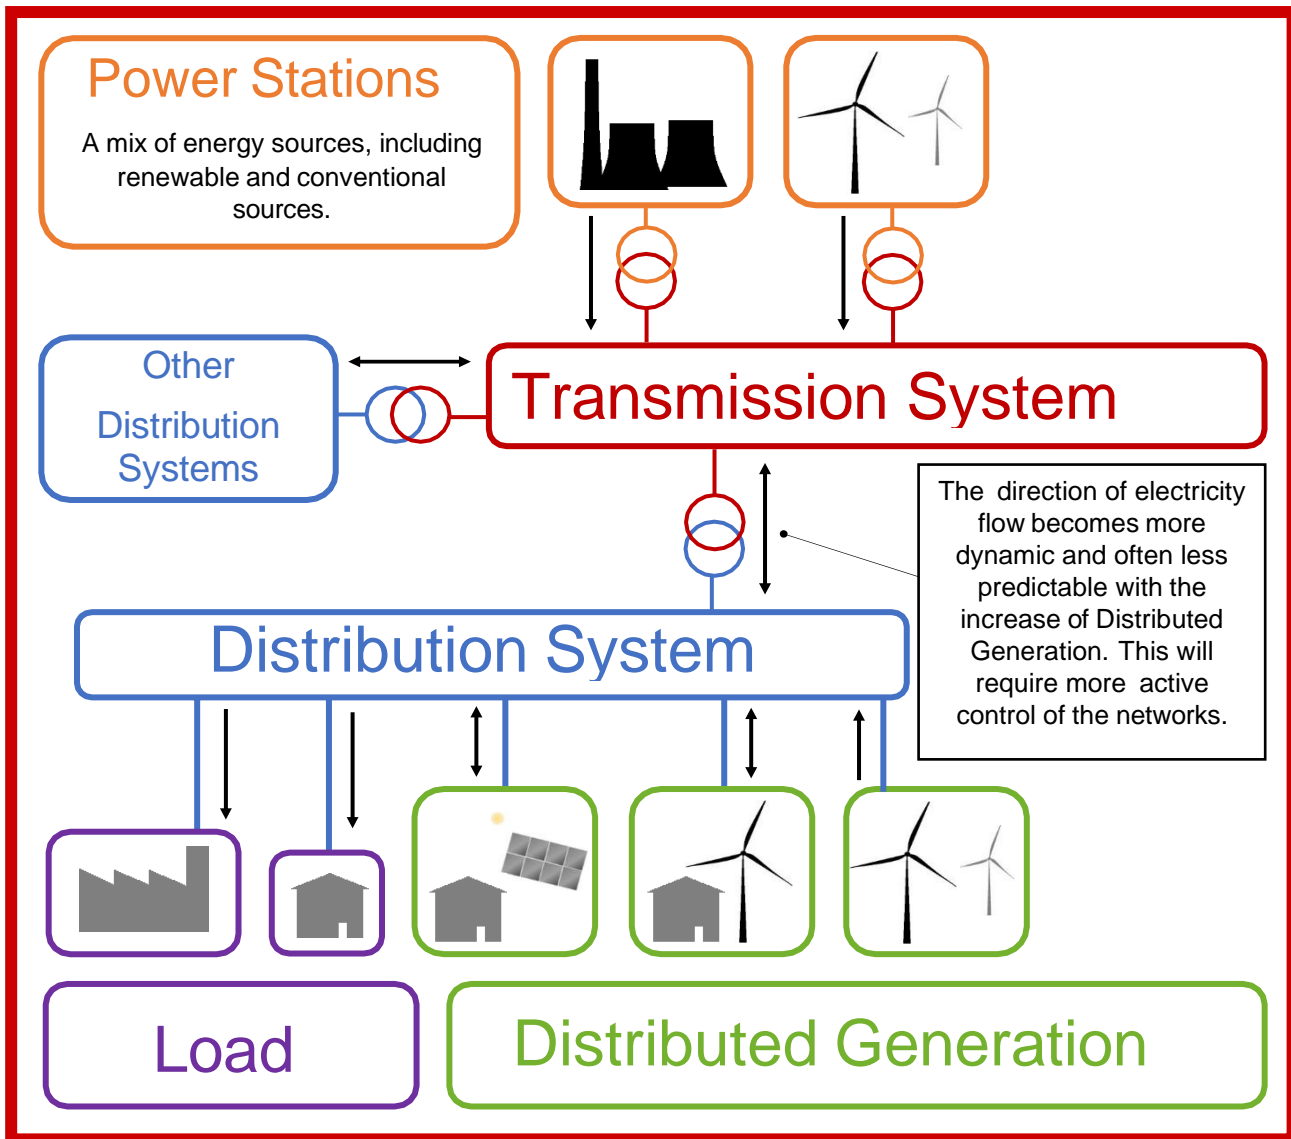 Power Stations
A mix of energy sources, including
renewable and conventional
sources.
Other
Distribution
Systems
Transmission System
The direction of electricity
flow becomes more
dynamic and often less
predictable with the
increase of Distributed
Generation. This will
require more active
control of the networks.
Distribution System
Load
Distributed Generation